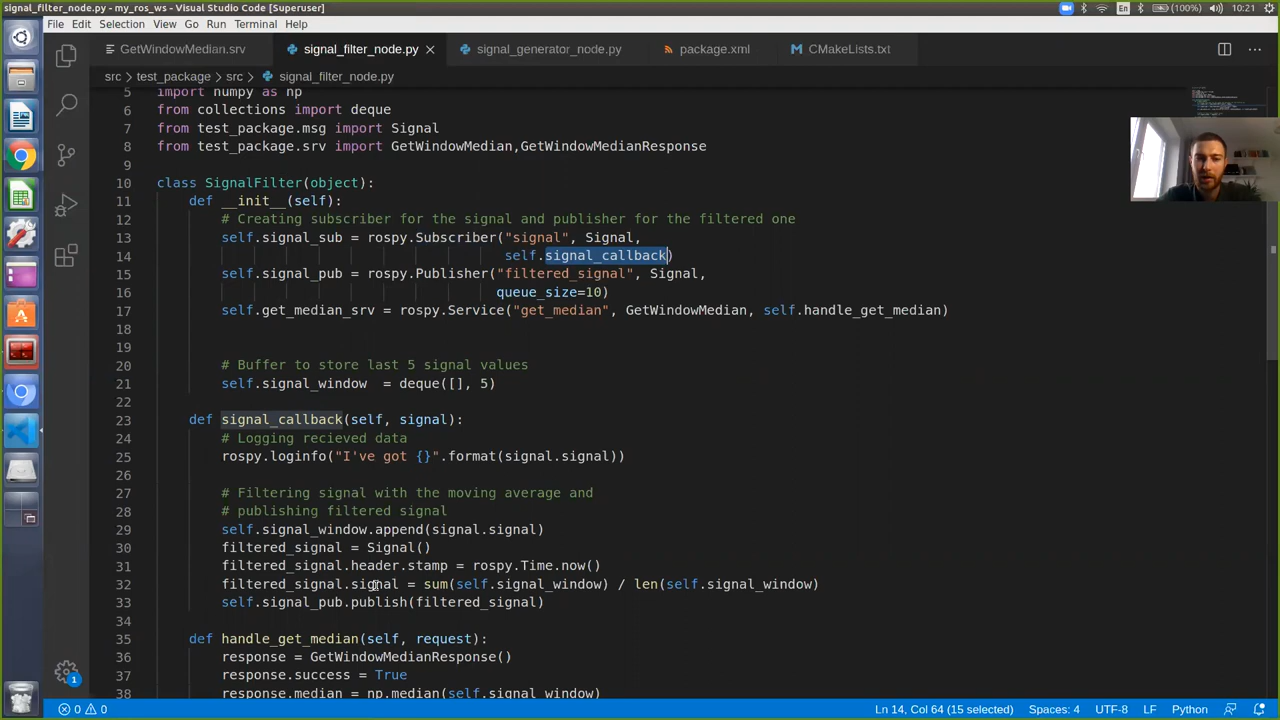 signal_filter_node.py - my_ros_ws - Visual Studio Code [Superuser]
En
(100%)
10:21
File Edit Selection View Go Run Terminal Help
GetWindowMedian.srv
signal_filter_node.py
signal_generator_node.py
package.xml
CMakeLists.txt
src > test_package > src > signal_filter_node.py
5 import numpy as np
6 from collections import deque
7 from test_package.msg import Signal
8 from test_package.srv import GetWindowMedian,GetWindowMedianResponse
9
10 class SignalFilter(object):
11 def __init__(self):
12 # Creating subscriber for the signal and publisher for the filtered one
13 self.signal_sub = rospy.Subscriber("signal", Signal,
14 self.signal_callback)
15 self.signal_pub = rospy.Publisher("filtered_signal", Signal,
16 queue_size=10)
17 self.get_median_srv = rospy.Service("get_median", GetWindowMedian, self.handle_get_median)
18
19
20 # Buffer to store last 5 signal values
21 self.signal_window  = deque([], 5)
22
23 def signal_callback(self, signal):
24 # Logging recieved data
25 rospy.loginfo("I've got {}".format(signal.signal))
26
27 # Filtering signal with the moving average and
28 # publishing filtered signal
29 self.signal_window.append(signal.signal)
30 filtered_signal = Signal()
31 filtered_signal.header.stamp = rospy.Time.now()
32 filtered_signal.signal = sum(self.signal_window) / len(self.signal_window)
33 self.signal_pub.publish(filtered_signal)
34
35 def handle_get_median(self, request):
36 response = GetWindowMedianResponse()
37 response.success = True
38 response.median = np.median(self.signal_window)
1
0 0
Ln 14, Col 64 (15 selected) Spaces: 4 UTF-8 LF Python